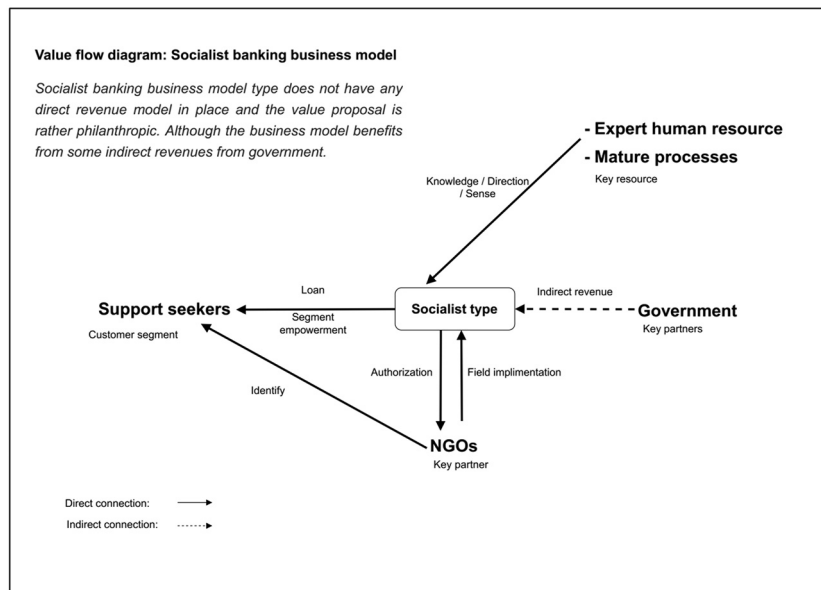 Value flow diagram: Socialist banking business model
Socialist banking business model type does not have any
direct revenue model in place and the value proposal is
rather philanthropic. Although the business model benefits
from some indirect revenues from government.
- Expert human resource
- Mature processes
Key resource
Knowledge / Direction
/ Sense
Loan
Support seekers
Segment
empowerment
Customer segment
Socialist type
Indirect revenue
Government
Key partners
Authorization
Field implimentation
Identify
NGOs
Key partner
Direct connection:
Indirect connection: